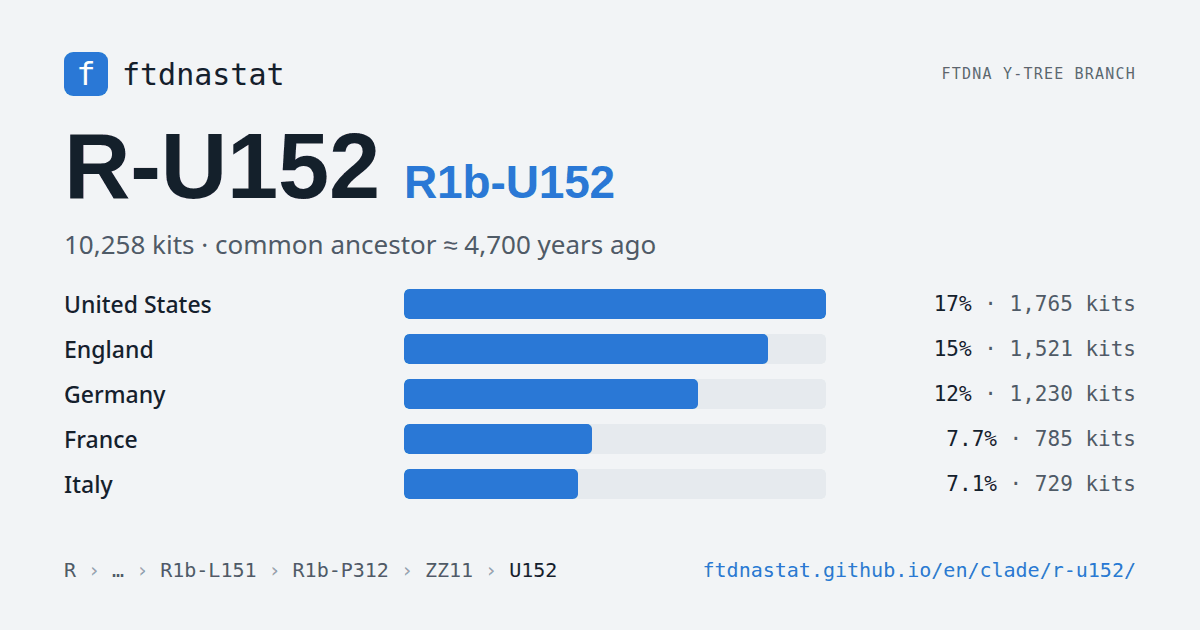 f ftdnastat
FTDNA Y-TREE BRANCH
R-U152 R1b-U152
10,258 kits · common ancestor ≈ 4,700 years ago
United States 17% · 1,765 kits
England 15% · 1,521 kits
Germany 12% · 1,230 kits
France 7.7% · 785 kits
Italy 7.1% · 729 kits
R › … › R1b-L151 › R1b-P312 › ZZ11 › U152
ftdnastat.github.io/en/clade/r-u152/